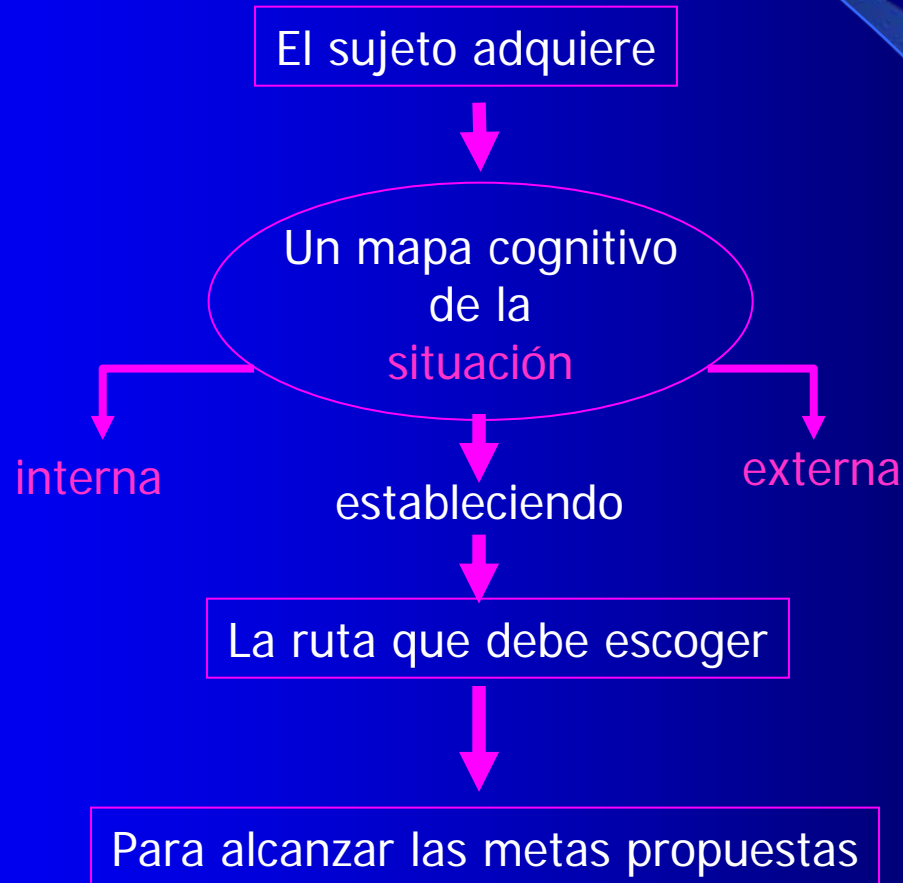 El sujeto adquiere
Un mapa cognitivo
de la
situación
interna
externa
estableciendo
La ruta que debe escoger
Para alcanzar las metas propuestas